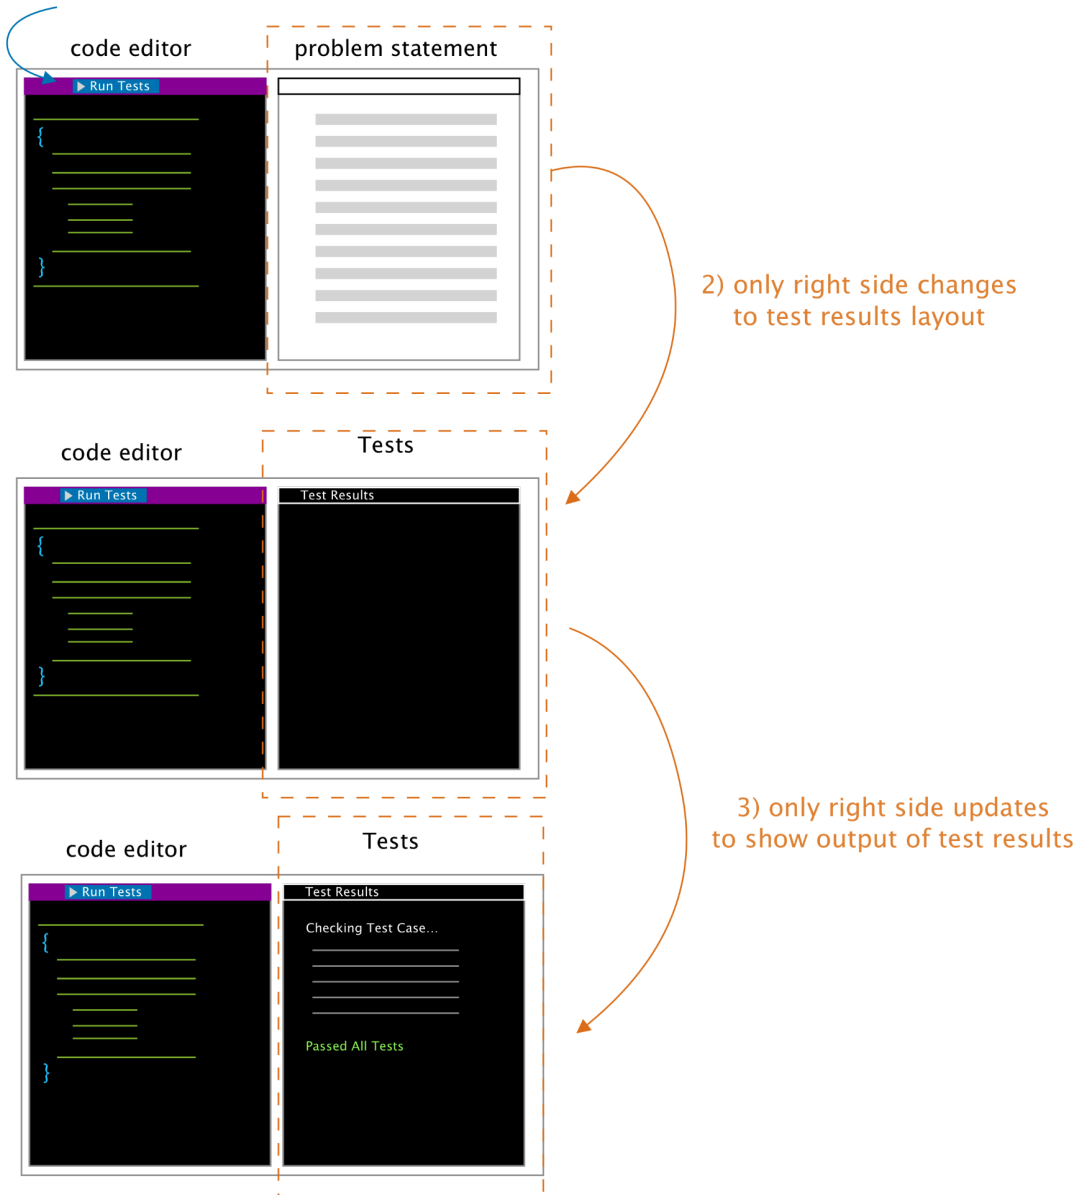 code editor
problem statement
Run Tests
{
}
2) only right side changes
to test results layout
code editor
Tests
Run Tests
Test Results
{
}
3) only right side updates
to show output of test results
code editor
Tests
Run Tests
Test Results
Checking Test Case...
{
Passed All Tests
}